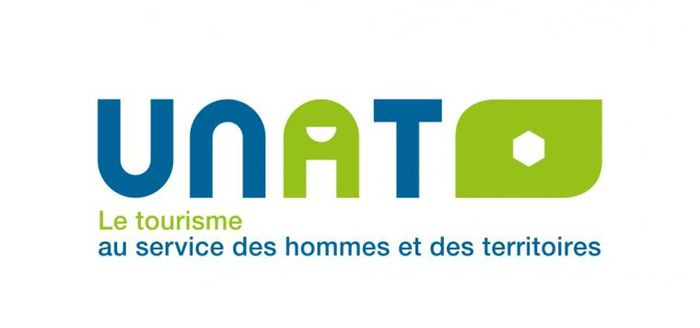 UNAT
Le tourisme
au service des hommes et des territoires